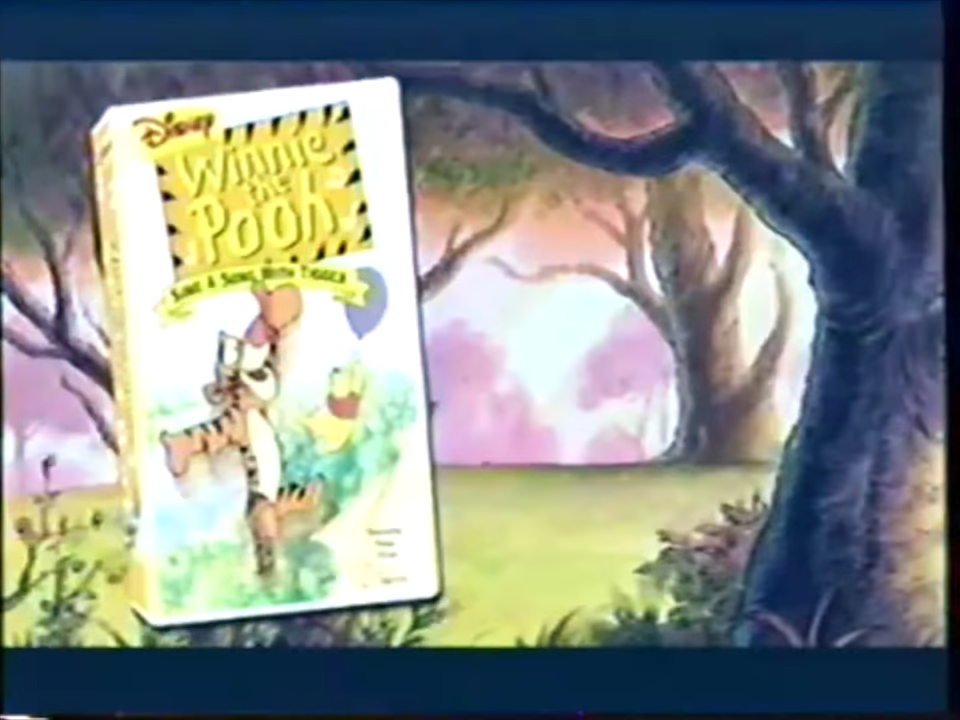 Disney
Winnie
the
Pooh
Sing a Song With Tigger